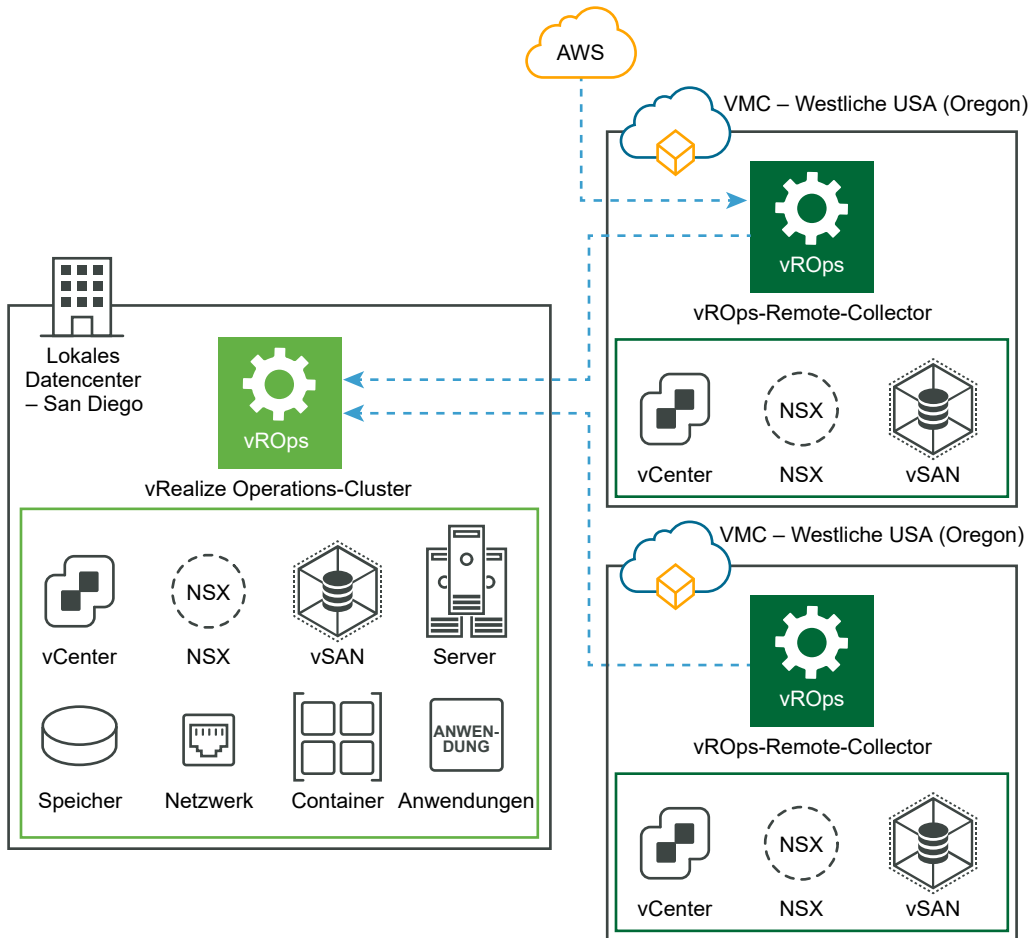 AWS
VMC – Westliche USA (Oregon)
vROps
vROps-Remote-Collector
vCenter
NSX
NSX
vSAN
Lokales
Datencenter
– San Diego
vROps
vRealize Operations-Cluster
vCenter
NSX
NSX
vSAN
Server
Speicher
Netzwerk
Container
ANWEN-
DUNG
Anwendungen
VMC – Westliche USA (Oregon)
vROps
vROps-Remote-Collector
vCenter
NSX
NSX
vSAN